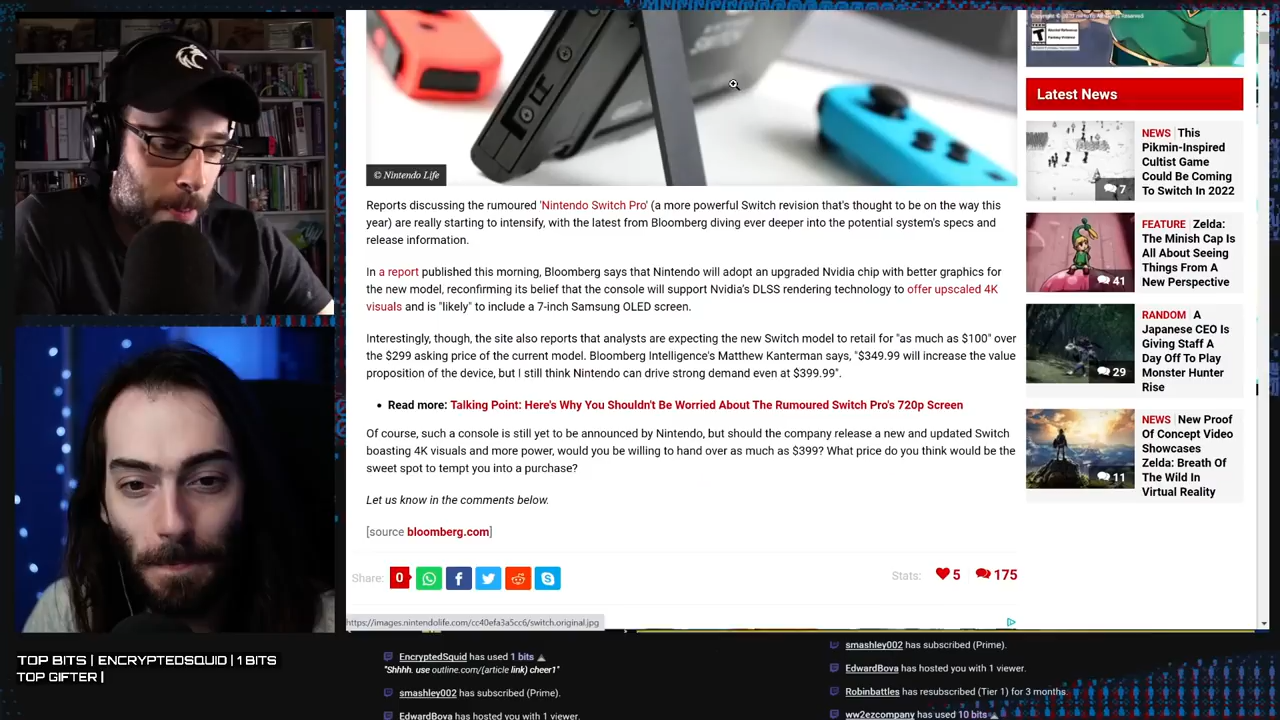 Copyright © 2021 miHoYo. All Rights Reserved
T
© Nintendo Life
Reports discussing the rumoured 'Nintendo Switch Pro' (a more powerful Switch revision that's thought to be on the way this
year) are really starting to intensify, with the latest from Bloomberg diving ever deeper into the potential system's specs and
release information.
In a report published this morning, Bloomberg says that Nintendo will adopt an upgraded Nvidia chip with better graphics for
the new model, reconfirming its belief that the console will support Nvidia's DLSS rendering technology to offer upscaled 4K
visuals and is "likely" to include a 7-inch Samsung OLED screen.
Interestingly, though, the site also reports that analysts are expecting the new Switch model to retail for "as much as $100" over
the $299 asking price of the current model. Bloomberg Intelligence's Matthew Kanterman says, "$349.99 will increase the value
proposition of the device, but I still think Nintendo can drive strong demand even at $399.99".
• Read more: Talking Point: Here's Why You Shouldn't Be Worried About The Rumoured Switch Pro's 720p Screen
Of course, such a console is still yet to be announced by Nintendo, but should the company release a new and updated Switch
boasting 4K visuals and more power, would you be willing to hand over as much as $399? What price do you think would be the
sweet spot to tempt you into a purchase?
Let us know in the comments below.
[source bloomberg.com]
Share: 0
Stats: 5 175
https://images.nintendolife.com/cc40efa3a5cc6/switch.original.jpg
Latest News
NEWS This
Pikmin-Inspired
Cultist Game
Could Be Coming
To Switch In 2022
7
FEATURE Zelda:
The Minish Cap Is
All About Seeing
Things From A
New Perspective
41
RANDOM A
Japanese CEO Is
Giving Staff A
Day Off To Play
Monster Hunter
Rise
29
NEWS New Proof
Of Concept Video
Showcases
Zelda: Breath Of
The Wild In
Virtual Reality
11
TOP BITS | ENCRYPTEDSQUID | 1 BITS
TOP GIFTER |
EncryptedSquid has used 1 bits
"Shhhh. use outline.com/(article link) cheer1"
smashley002 has subscribed (Prime).
EdwardBova has hosted you with 1 viewer.
smashley002 has subscribed (Prime).
EdwardBova has hosted you with 1 viewer.
Robinbattles has resubscribed (Tier 1) for 3 months.
ww2ezcompany has used 10 bits